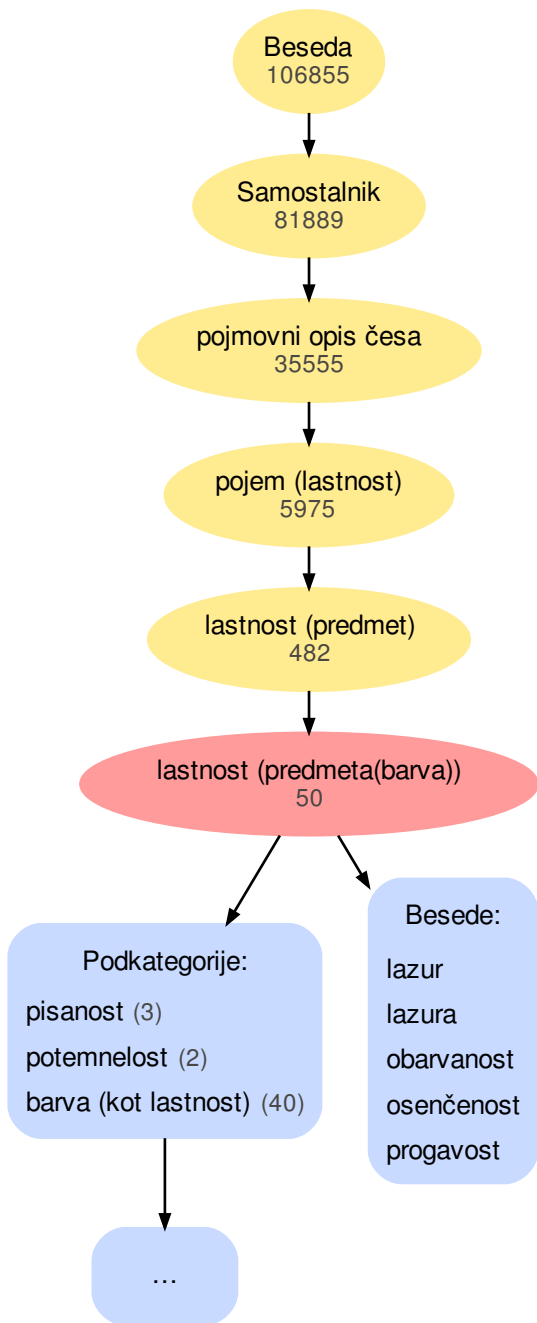 Beseda
106855
Samostalnik
81889
pojmovni opis česa
35555
pojem (lastnost)
5975
lastnost (predmet)
482
lastnost (predmeta(barva))
50
Podkategorije:
pisanost (3)
potemnelost (2)
barva (kot lastnost) (40)
...
Besede:
lazur
lazura
obarvanost
osenčenost
progavost